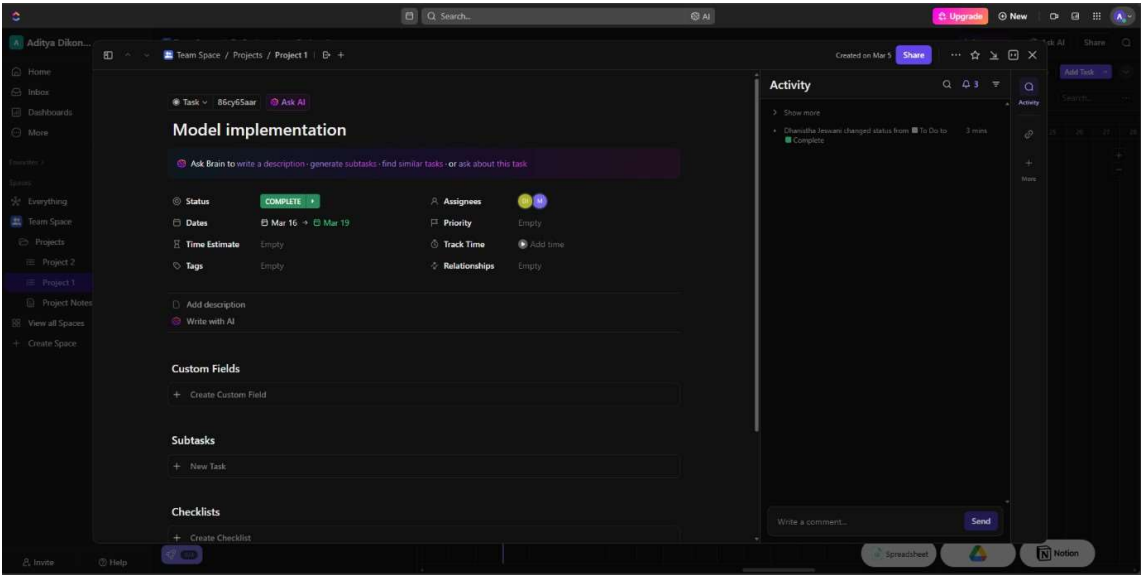 Search...
AI
Upgrade
New
Aditya Dikon...
Home
Inbox
Dashboards
More
Spaces
Everything
Team Space
Projects
Project 2
Project 1
Project Notes
View all Spaces
Create Space
Invite
Help
Team Space / Projects / Project 1
Created on Mar 5
Share
Ask AI
Share
Add Task
Search...
Task
86cy65aar
Ask AI
Model implementation
Ask Brain to write a description · generate subtasks · find similar tasks · or ask about this task
Status
COMPLETE
Assignees
Dates
Mar 16 → Mar 19
Priority
Empty
Time Estimate
Empty
Track Time
Add time
Tags
Empty
Relationships
Empty
Add description
Write with AI
Custom Fields
+ Create Custom Field
Subtasks
+ New Task
Checklists
+ Create Checklist
Activity
3
Show more
Dhanistha Jeswani changed status from To Do to
Complete
3 mins
Write a comment...
Send
Activity
More
Spreadsheet
Notion